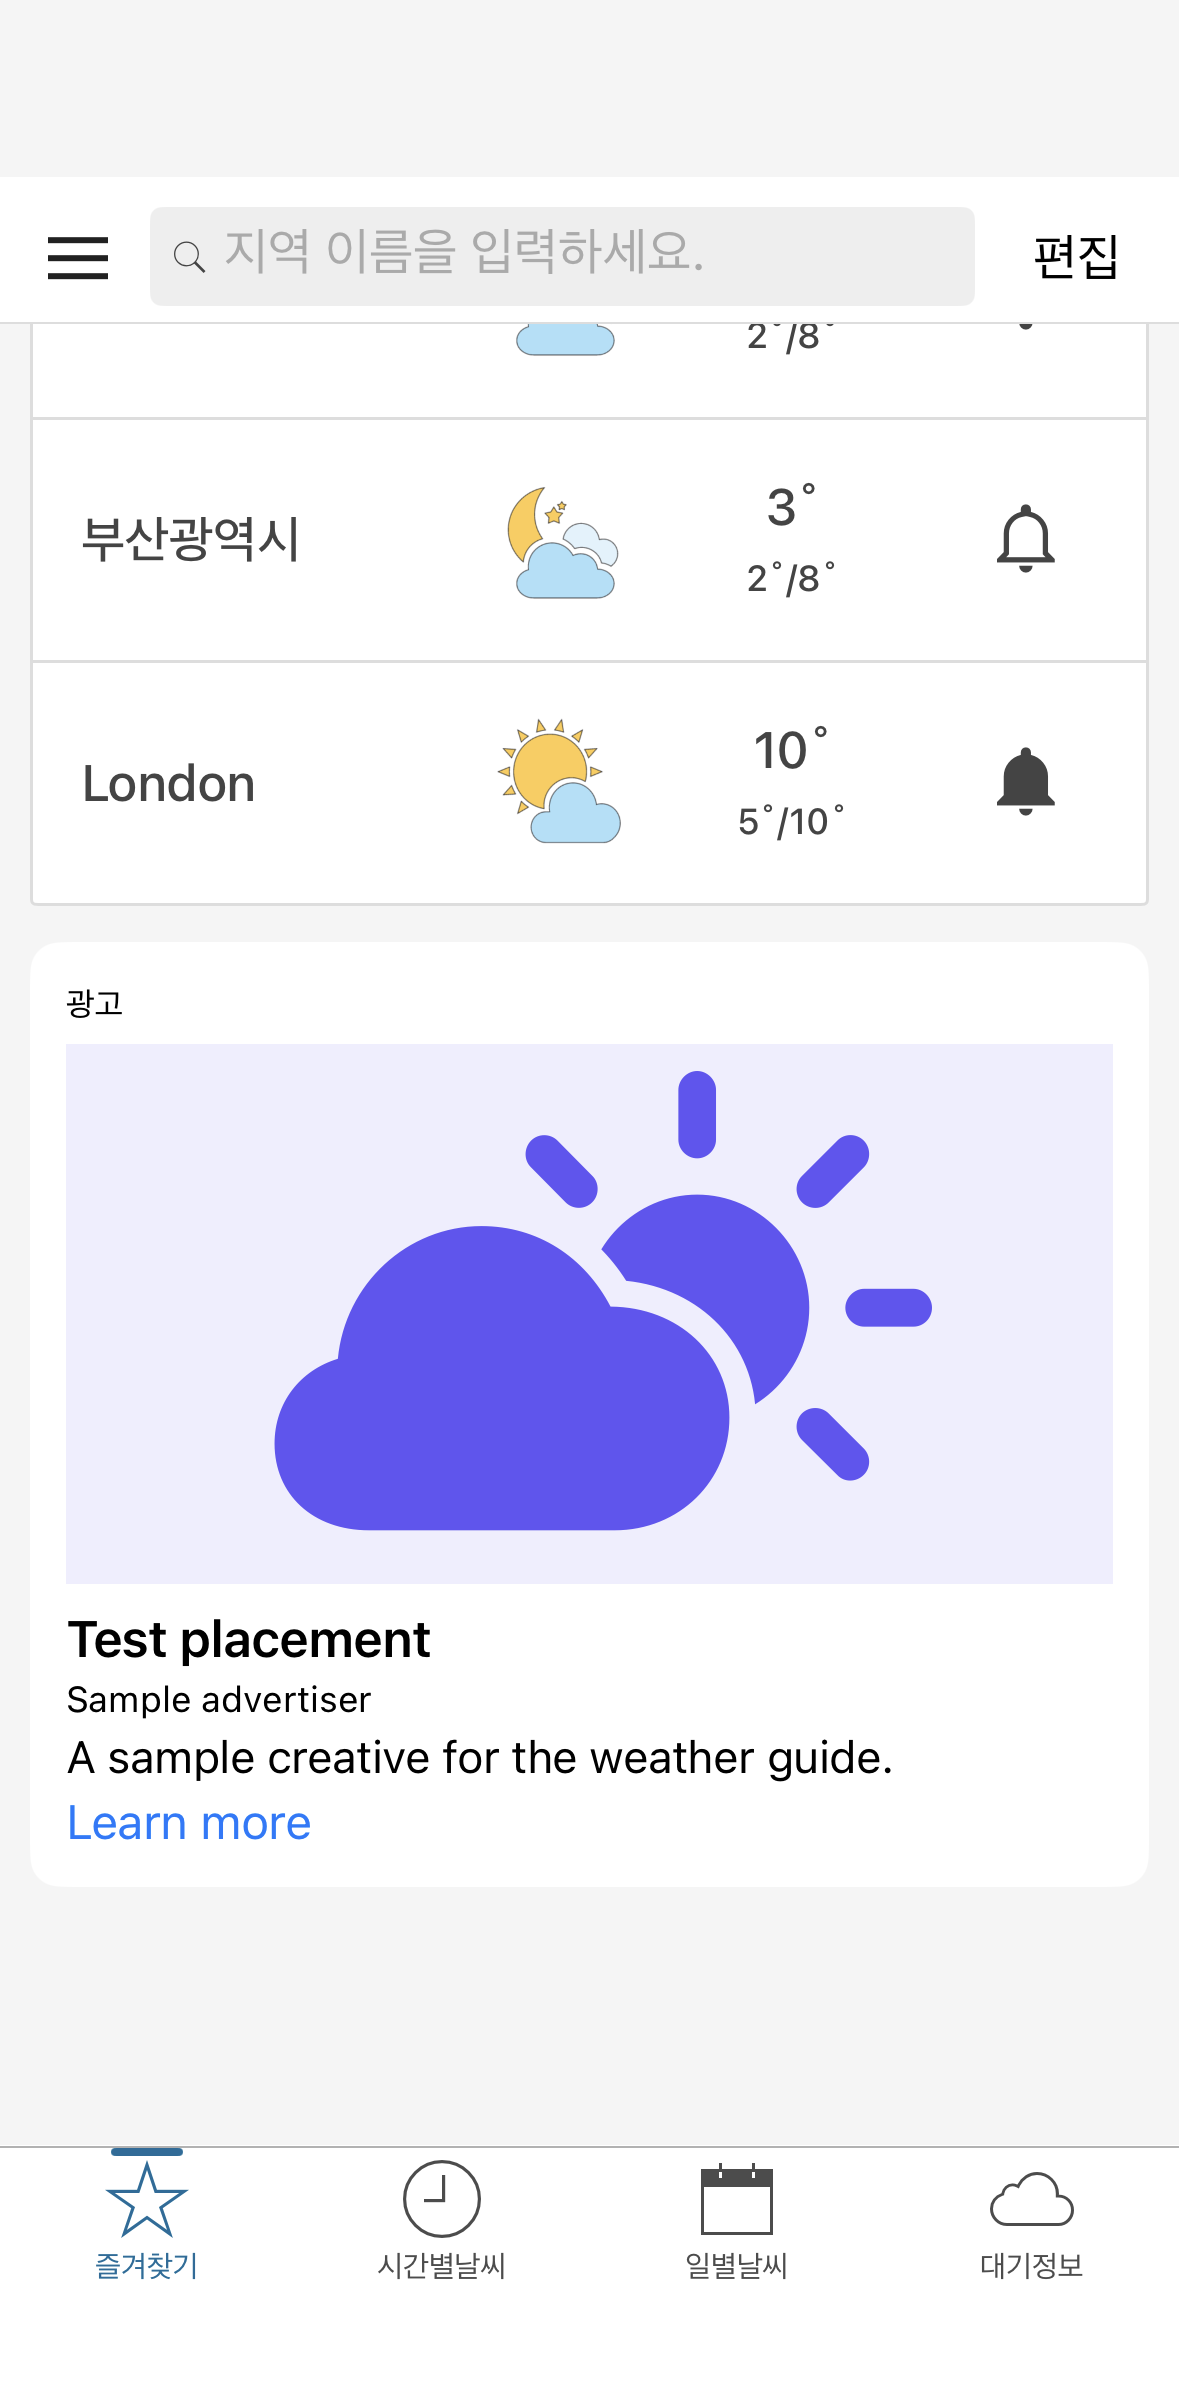 지역 이름을 입력하세요.
편집
2°/8°
부산광역시
3°
2°/8°
London
10°
5°/10°
광고
Test placement
Sample advertiser
A sample creative for the weather guide.
Learn more
즐겨찾기
시간별날씨
일별날씨
대기정보